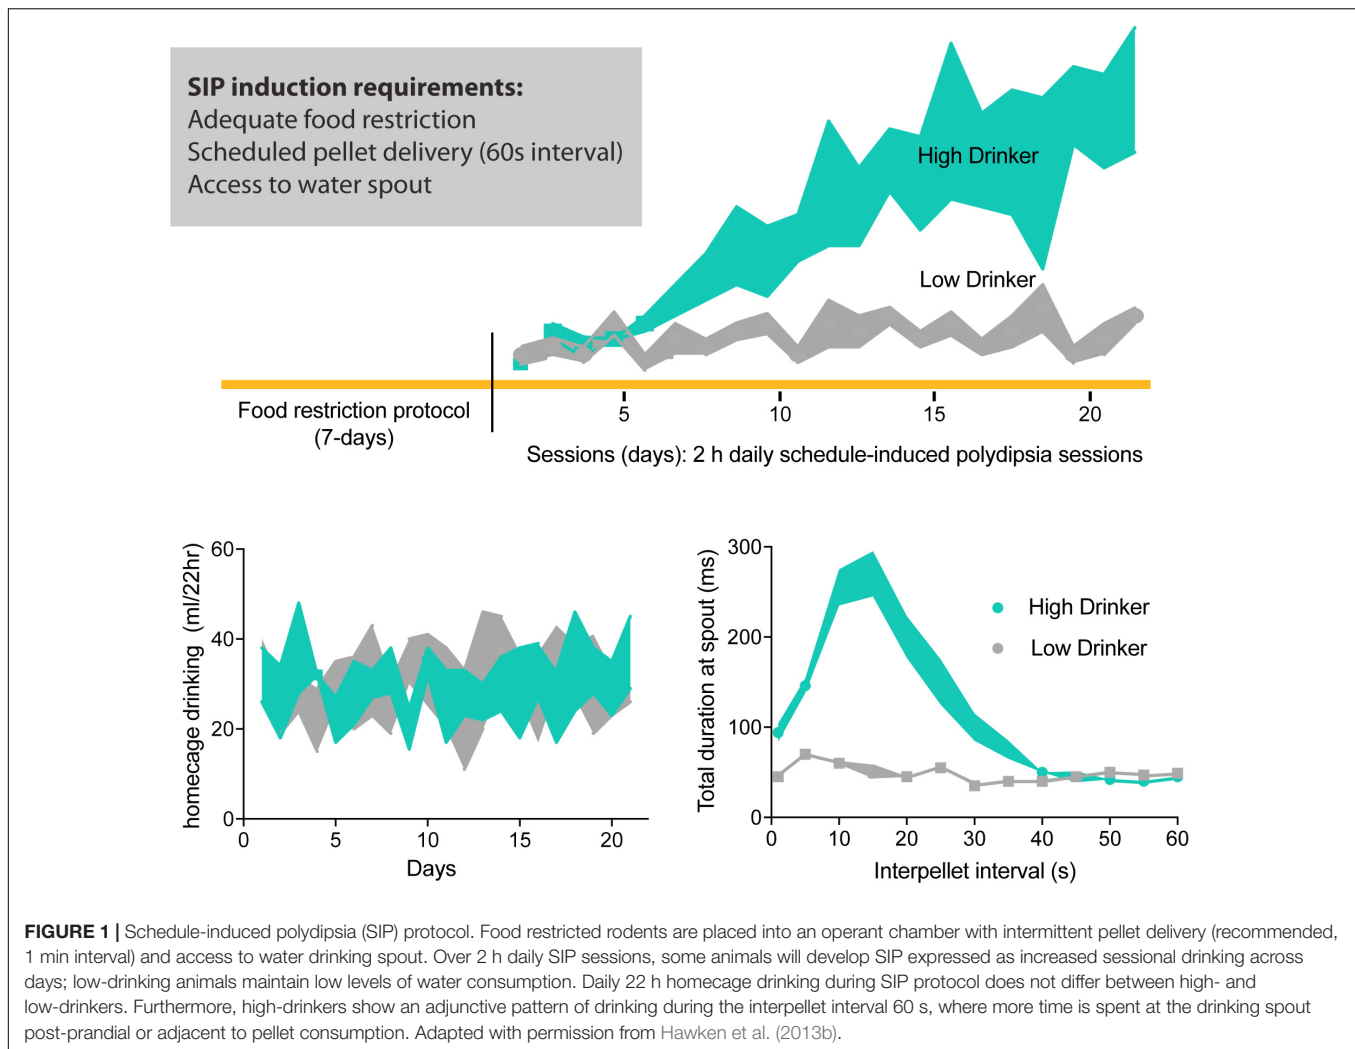 SIP induction requirements:
Adequate food restriction
Scheduled pellet delivery (60s interval)
Access to water spout
High Drinker
Low Drinker
Food restriction protocol
(7-days)
5
10
15
20
Sessions (days): 2 h daily schedule-induced polydipsia sessions
homecage drinking (ml/22hr)
60
40
20
0
0
5
10
15
20
Days
Total duration at spout (ms)
300
200
100
0
0
10
20
30
40
50
60
Interpellet interval (s)
High Drinker
Low Drinker
FIGURE 1 | Schedule-induced polydipsia (SIP) protocol. Food restricted rodents are placed into an operant chamber with intermittent pellet delivery (recommended,
1 min interval) and access to water drinking spout. Over 2 h daily SIP sessions, some animals will develop SIP expressed as increased sessional drinking across
days; low-drinking animals maintain low levels of water consumption. Daily 22 h homecage drinking during SIP protocol does not differ between high- and
low-drinkers. Furthermore, high-drinkers show an adjunctive pattern of drinking during the interpellet interval 60 s, where more time is spent at the drinking spout
post-prandial or adjacent to pellet consumption. Adapted with permission from Hawken et al. (2013b).